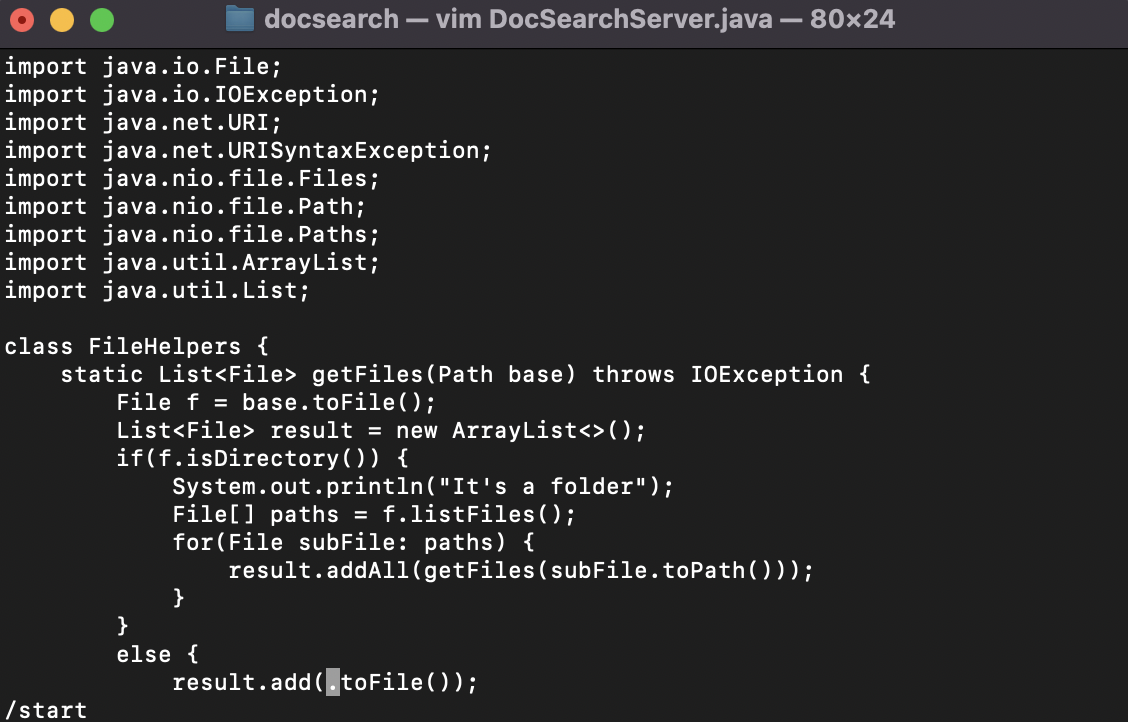 docsearch — vim DocSearchServer.java — 80×24
import java.io.File;
import java.io.IOException;
import java.net.URI;
import java.net.URISyntaxException;
import java.nio.file.Files;
import java.nio.file.Path;
import java.nio.file.Paths;
import java.util.ArrayList;
import java.util.List;

class FileHelpers {
    static List<File> getFiles(Path base) throws IOException {
        File f = base.toFile();
        List<File> result = new ArrayList<>();
        if(f.isDirectory()) {
            System.out.println("It's a folder");
            File[] paths = f.listFiles();
            for(File subFile: paths) {
                result.addAll(getFiles(subFile.toPath()));
            }
        }
        else {
            result.add(.toFile());
/start